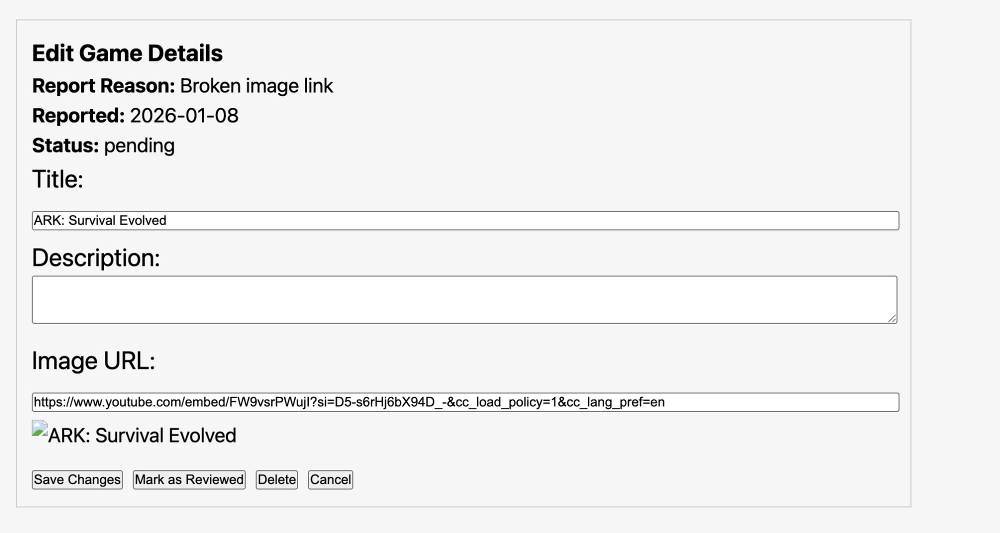 Edit Game Details
Report Reason: Broken image link
Reported: 2026-01-08
Status: pending
Title:
ARK: Survival Evolved
Description:
Image URL:
https://www.youtube.com/embed/FW9vsrPWujI?si=D5-s6rHj6bX94D_-&cc_load_policy=1&cc_lang_pref=en
ARK: Survival Evolved
Save Changes Mark as Reviewed Delete Cancel